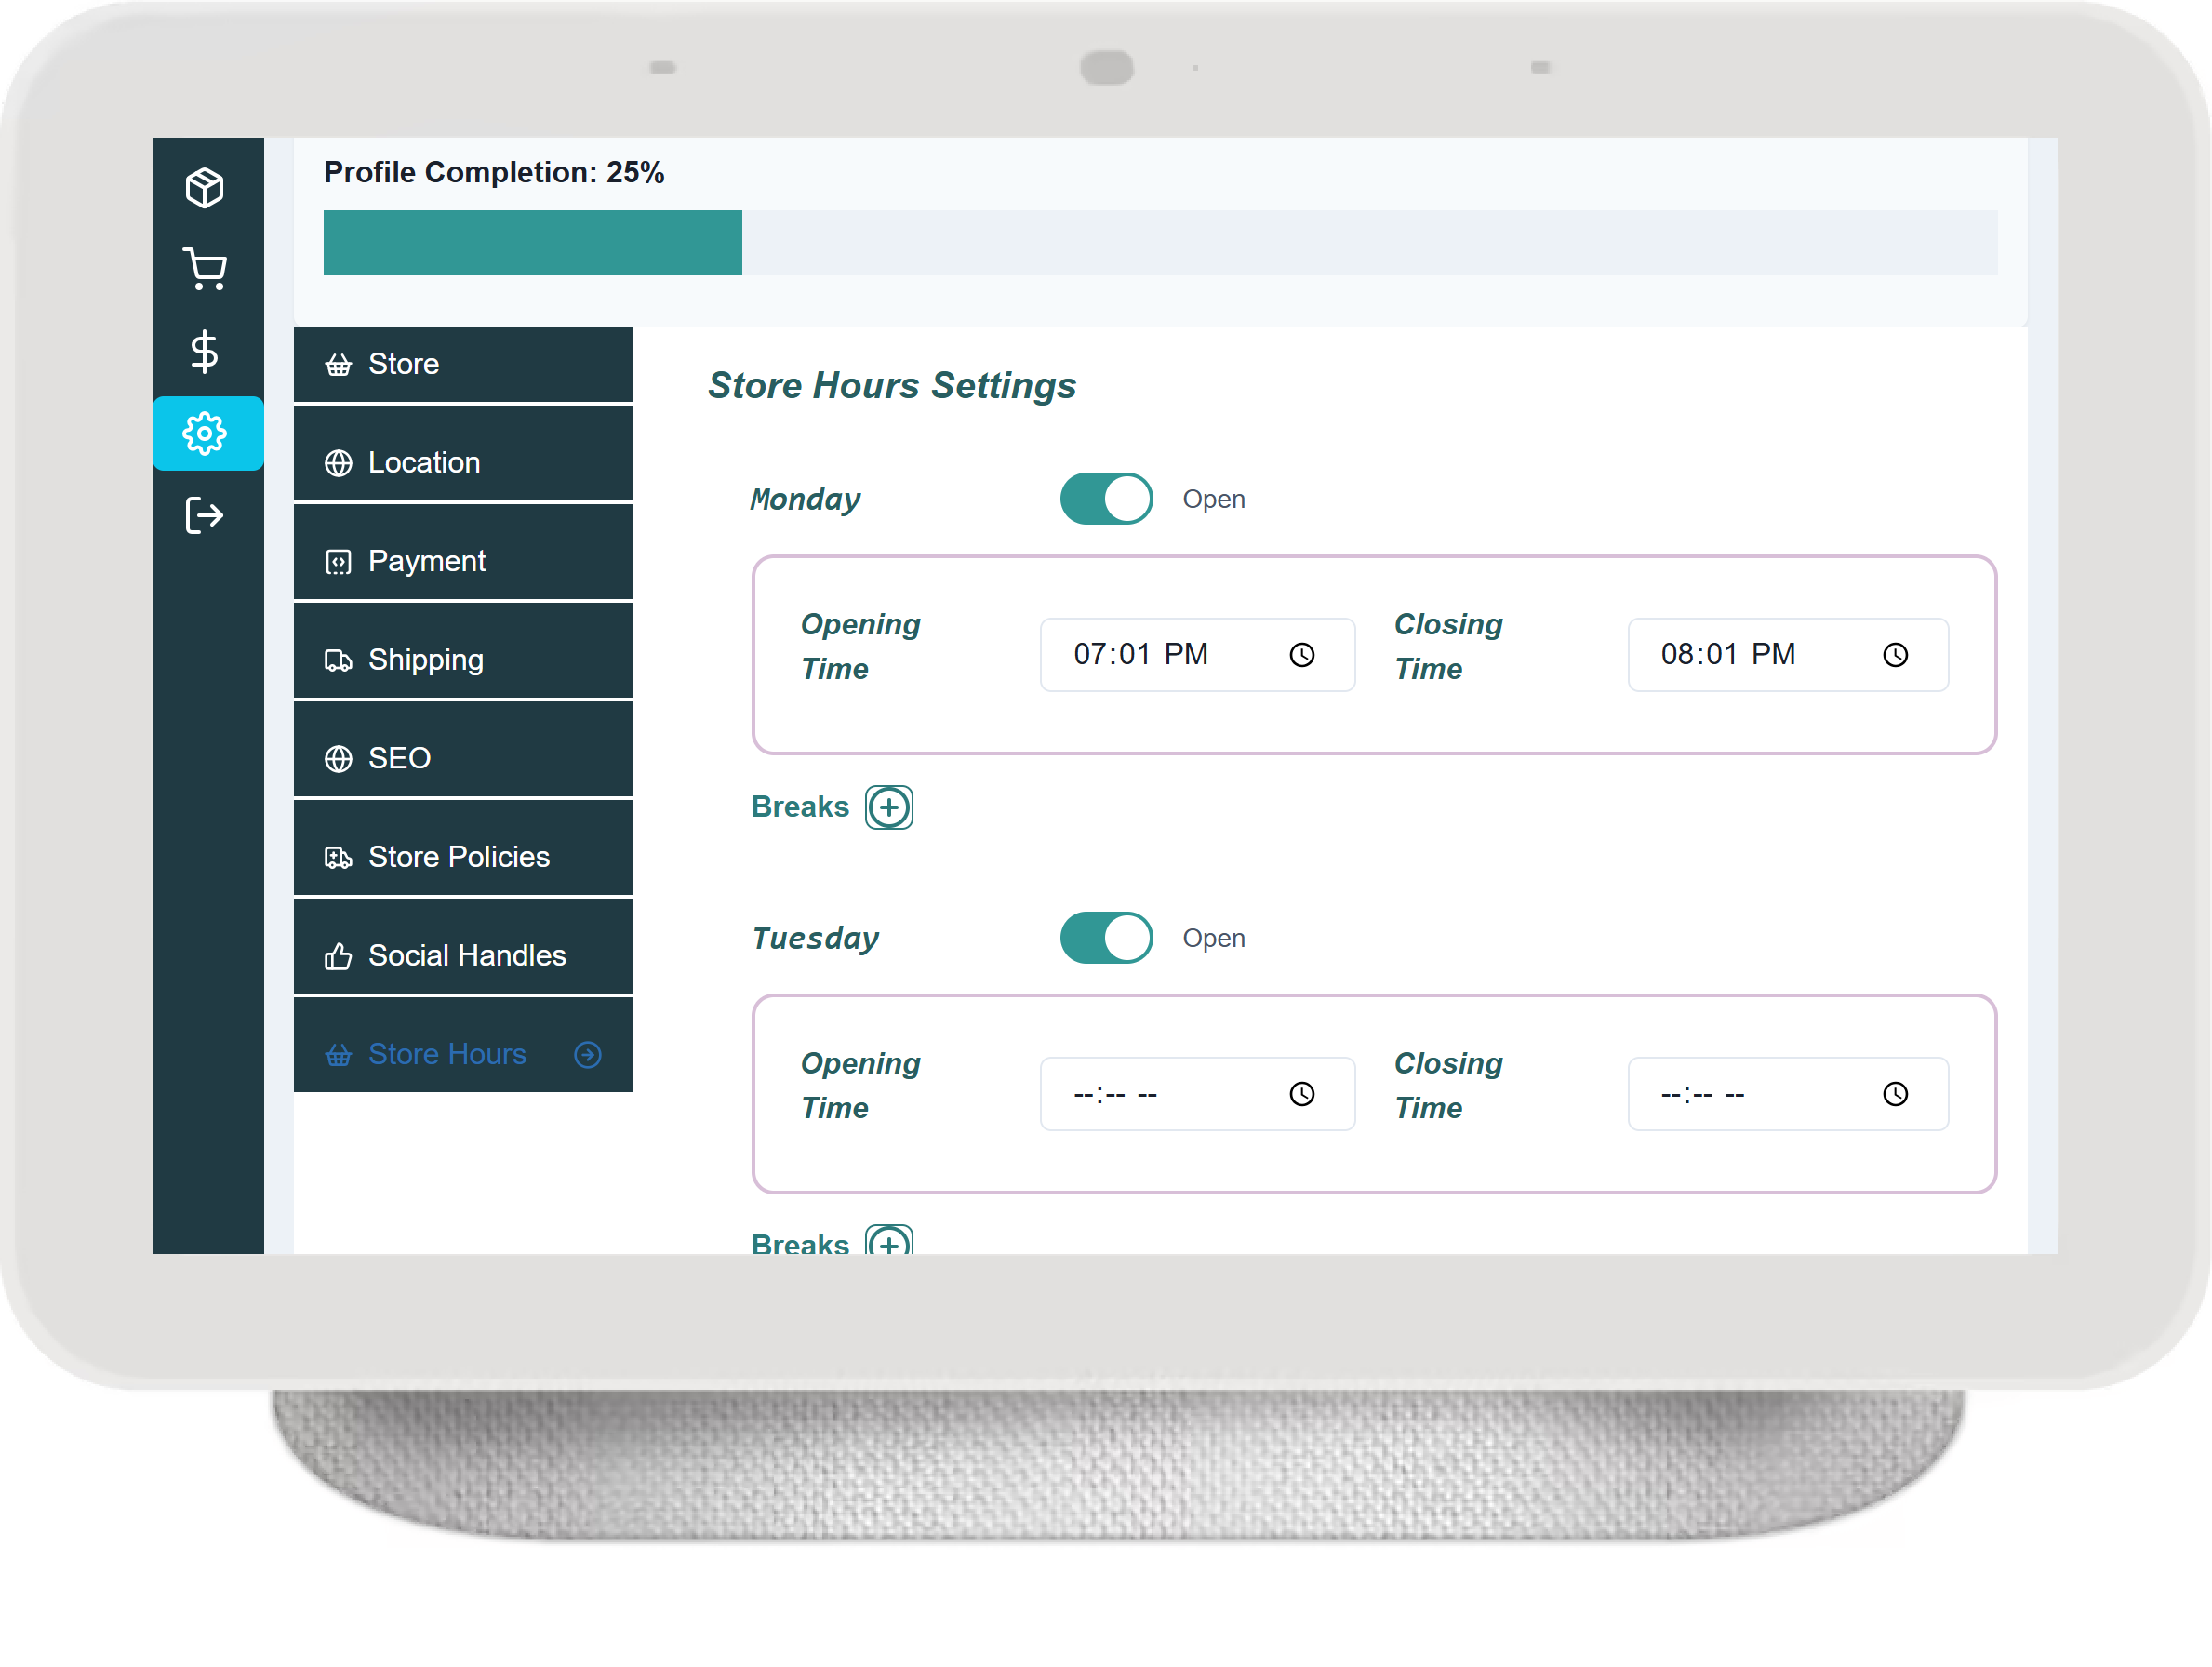 Profile Completion: 25%
Store
Location
Payment
Shipping
SEO
Store Policies
Social Handles
Store Hours
Store Hours Settings
Monday
Open
Opening Time
07:01 PM
Closing Time
08:01 PM
Breaks
Tuesday
Open
Opening Time
--:-- --
Closing Time
--:-- --
Breaks